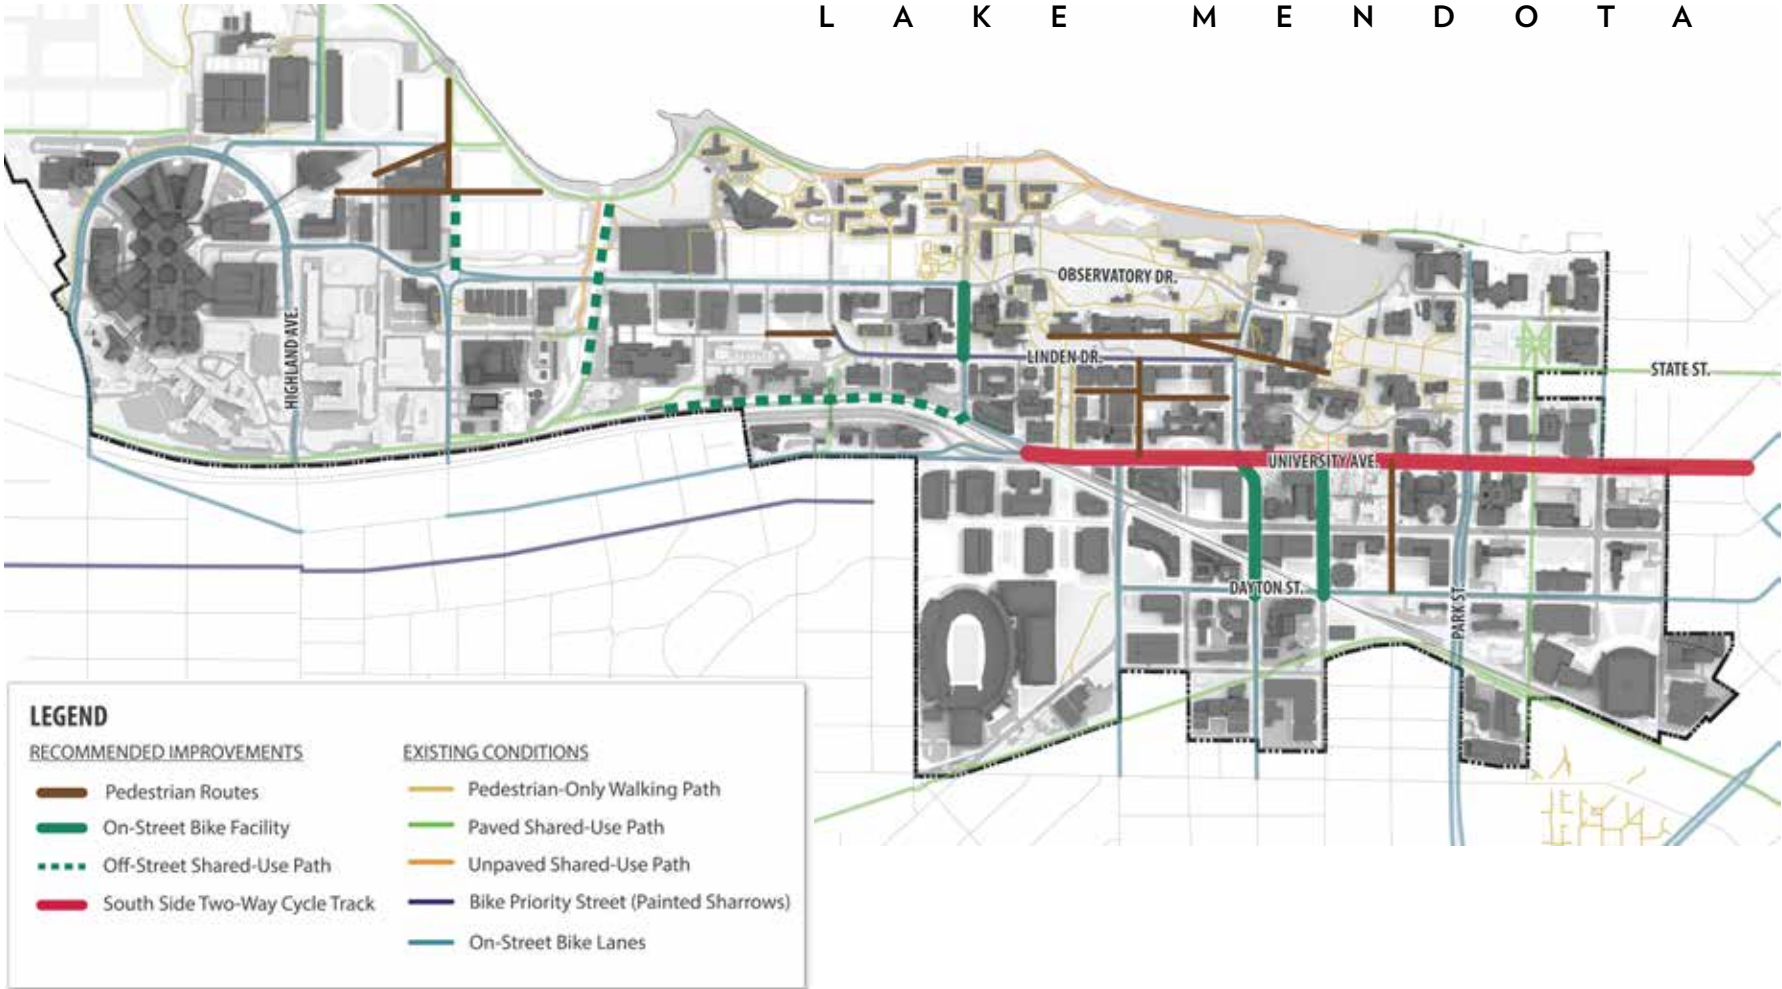 LAKE MENDOTA
OBSERVATORY DR.
HIGHLAND AVE.
LINDEN DR.
STATE ST.
UNIVERSITY AVE.
DAYTON ST.
PARK ST.
LEGEND
RECOMMENDED IMPROVEMENTS
Pedestrian Routes
On-Street Bike Facility
Off-Street Shared-Use Path
South Side Two-Way Cycle Track
EXISTING CONDITIONS
Pedestrian-Only Walking Path
Paved Shared-Use Path
Unpaved Shared-Use Path
Bike Priority Street (Painted Sharrows)
On-Street Bike Lanes